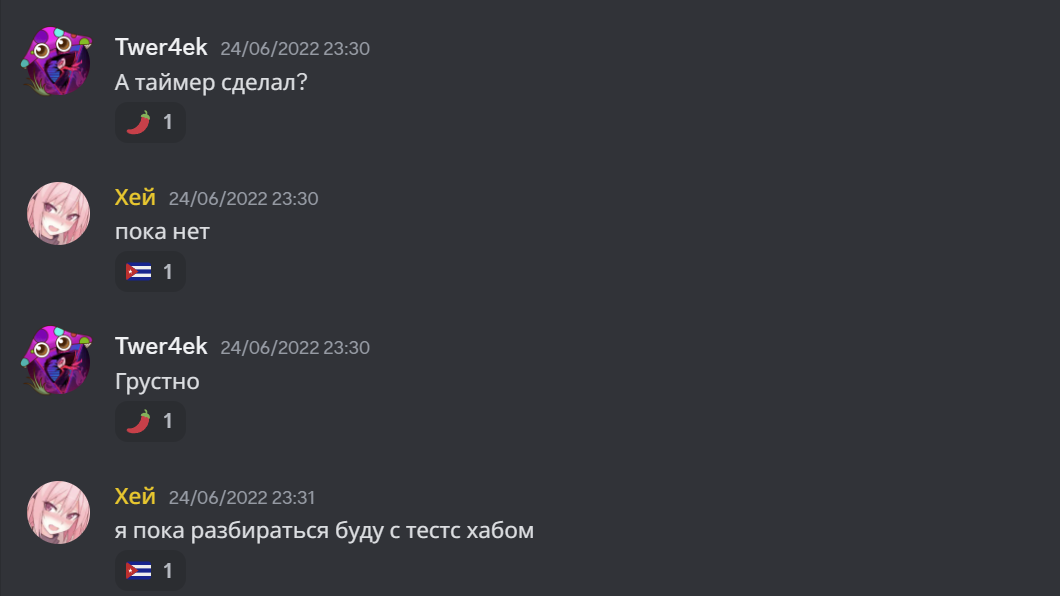 Twer4ek 24/06/2022 23:30
А таймер сделал?
1
Хей 24/06/2022 23:30
пока нет
1
Twer4ek 24/06/2022 23:30
Грустно
1
Хей 24/06/2022 23:31
я пока разбираться буду с тестс хабом
1